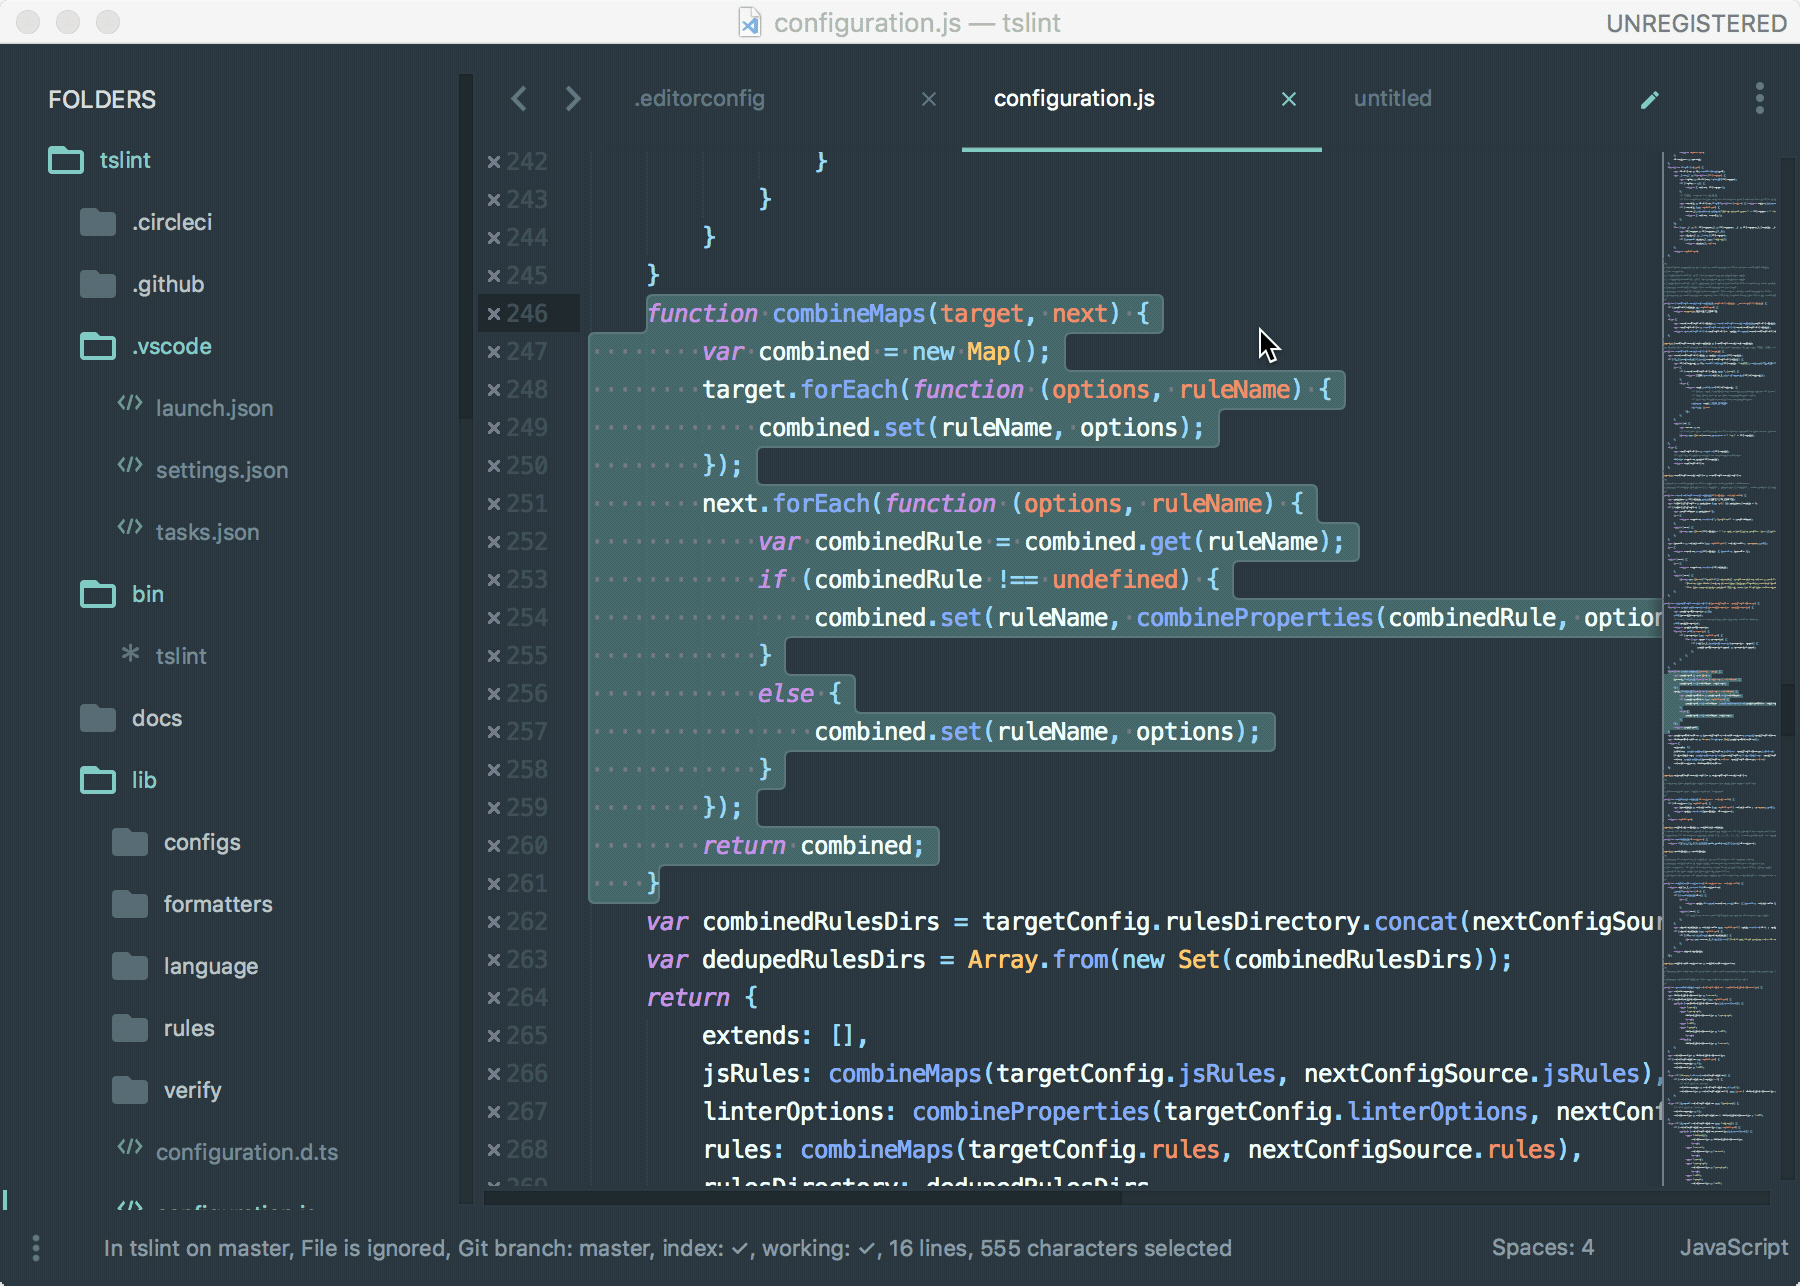 configuration.js — tslint
UNREGISTERED
FOLDERS
tslint
.circleci
.github
.vscode
launch.json
settings.json
tasks.json
bin
tslint
docs
lib
configs
formatters
language
rules
verify
configuration.d.ts
configuration.js
.editorconfig
configuration.js
untitled
242 }
243 }
244 }
245 }
246 function combineMaps(target, next) {
247 var combined = new Map();
248 target.forEach(function (options, ruleName) {
249 combined.set(ruleName, options);
250 });
251 next.forEach(function (options, ruleName) {
252 var combinedRule = combined.get(ruleName);
253 if (combinedRule !== undefined) {
254 combined.set(ruleName, combineProperties(combinedRule, option
255 }
256 else {
257 combined.set(ruleName, options);
258 }
259 });
260 return combined;
261 }
262 var combinedRulesDirs = targetConfig.rulesDirectory.concat(nextConfigSour
263 var dedupedRulesDirs = Array.from(new Set(combinedRulesDirs));
264 return {
265 extends: [],
266 jsRules: combineMaps(targetConfig.jsRules, nextConfigSource.jsRules),
267 linterOptions: combineProperties(targetConfig.linterOptions, nextConf
268 rules: combineMaps(targetConfig.rules, nextConfigSource.rules),
269 rulesDirectory: dedupedRulesDirs
In tslint on master, File is ignored, Git branch: master, index: ✓, working: ✓, 16 lines, 555 characters selected
Spaces: 4
JavaScript